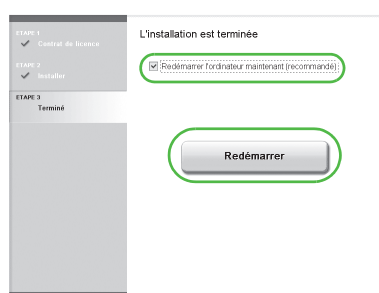 ETAPE 1
Contrat de licence
ETAPE 2
Installer
ETAPE 3
Terminé
L'installation est terminée
Redémarrer l'ordinateur maintenant (recommandé)
Redémarrer